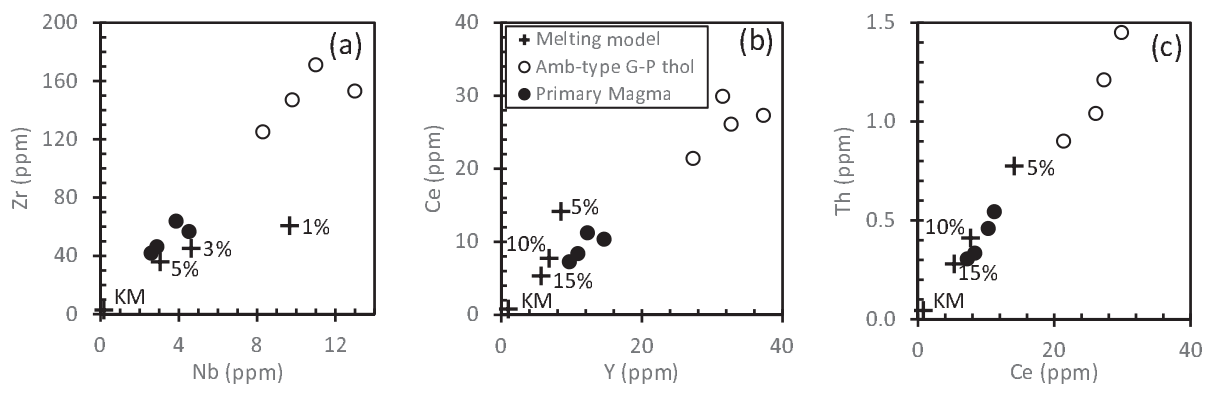 200
160
120
80
40
0
Zr (ppm)
(a)
1%
3%
5%
KM
0
4
8
12
Nb (ppm)
40
30
20
10
0
Ce (ppm)
(b)
Melting model
Amb-type G-P thol
Primary Magma
5%
10%
15%
KM
0
20
40
Y (ppm)
1.5
1.0
0.5
0.0
Th (ppm)
(c)
5%
10%
15%
KM
0
20
40
Ce (ppm)